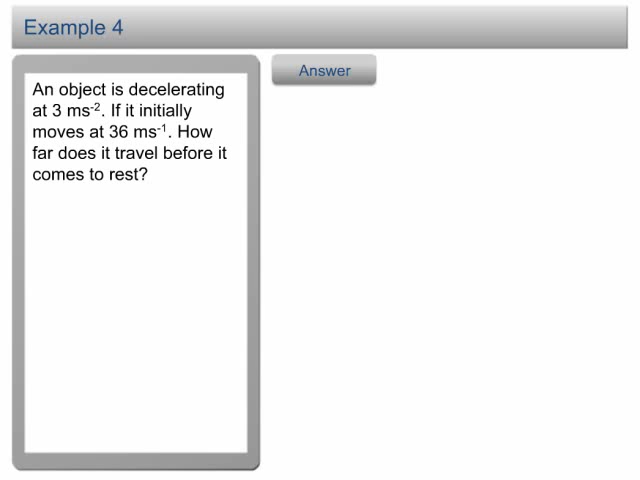 Example 4
An object is decelerating
at 3 ms⁻². If it initially
moves at 36 ms⁻¹. How
far does it travel before it
comes to rest?
Answer